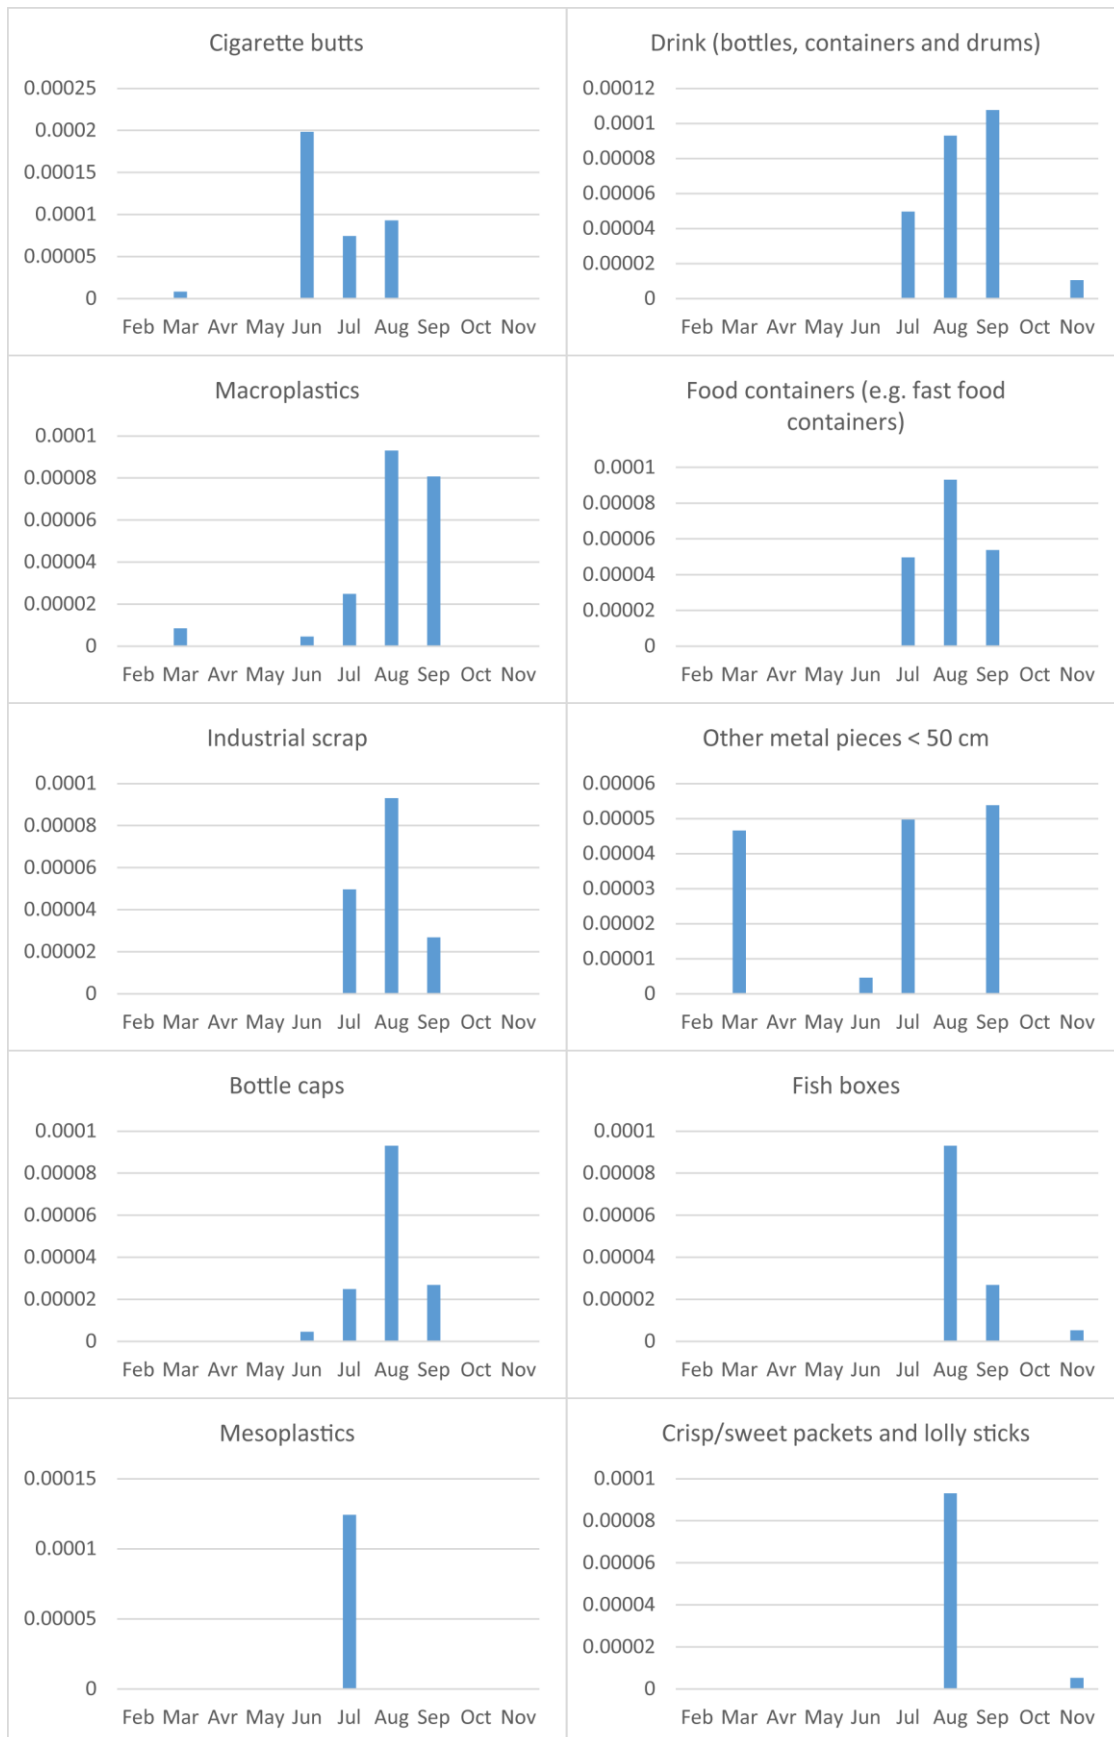 Cigarette butts
0.00025
0.0002
0.00015
0.0001
0.00005
0
Feb Mar Avr May Jun Jul Aug Sep Oct Nov
Drink (bottles, containers and drums)
0.00012
0.0001
0.00008
0.00006
0.00004
0.00002
0
Feb Mar Avr May Jun Jul Aug Sep Oct Nov
Macroplastics
0.0001
0.00008
0.00006
0.00004
0.00002
0
Feb Mar Avr May Jun Jul Aug Sep Oct Nov
Food containers (e.g. fast food
containers)
0.0001
0.00008
0.00006
0.00004
0.00002
0
Feb Mar Avr May Jun Jul Aug Sep Oct Nov
Industrial scrap
0.0001
0.00008
0.00006
0.00004
0.00002
0
Feb Mar Avr May Jun Jul Aug Sep Oct Nov
Other metal pieces < 50 cm
0.00006
0.00005
0.00004
0.00003
0.00002
0.00001
0
Feb Mar Avr May Jun Jul Aug Sep Oct Nov
Bottle caps
0.0001
0.00008
0.00006
0.00004
0.00002
0
Feb Mar Avr May Jun Jul Aug Sep Oct Nov
Fish boxes
0.0001
0.00008
0.00006
0.00004
0.00002
0
Feb Mar Avr May Jun Jul Aug Sep Oct Nov
Mesoplastics
0.00015
0.0001
0.00005
0
Feb Mar Avr May Jun Jul Aug Sep Oct Nov
Crisp/sweet packets and lolly sticks
0.0001
0.00008
0.00006
0.00004
0.00002
0
Feb Mar Avr May Jun Jul Aug Sep Oct Nov